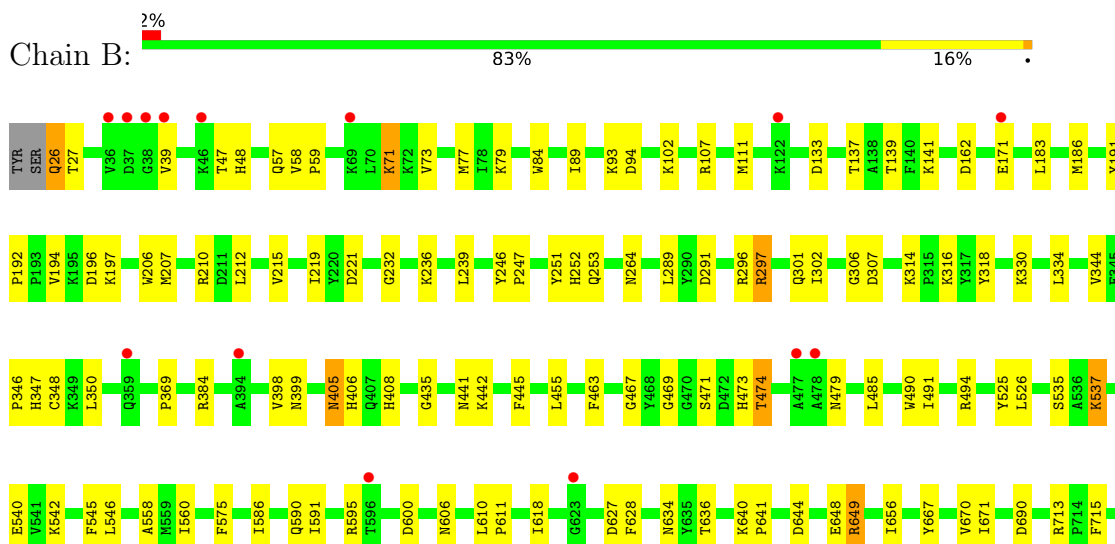 2%
Chain B:
83% 16% •
TYR SER Q26 T27 V36 D37 G38 V39 K46 T47 H48 Q57 V58 P59 K69 L70 K71 K72 V73 M77 I78 K79 W84 I89 K93 D94 K102 R107 M111 K122 D133 T137 A138 T139 F140 K141 D162 E171 L183 M186 Y191
P192 P193 V194 K195 D196 K197 W206 M207 R210 D211 L212 V215 I219 Y220 D221 G232 K236 L239 Y246 P247 Y251 H252 Q253 N264 L289 Y290 D291 R296 R297 Q301 I302 G306 D307 K314 P315 K316 Y317 Y318 K330 L334 V344 E345
P346 H347 C348 K349 L350 Q359 P369 R384 A394 V398 N399 N405 H406 Q407 H408 G435 N441 K442 F445 L455 F463 G467 Y468 G469 G470 S471 D472 H473 T474 A477 A478 N479 L485 W490 I491 R494 Y525 L526 S535 A536 K537
E540 V541 K542 F545 L546 A558 M559 I560 F575 I586 Q590 I591 R595 T596 D600 N606 L610 P611 I618 G623 D627 F628 N634 Y635 T636 K640 P641 D644 E648 R649 I656 Y667 V670 I671 D690 R713 P714 F715